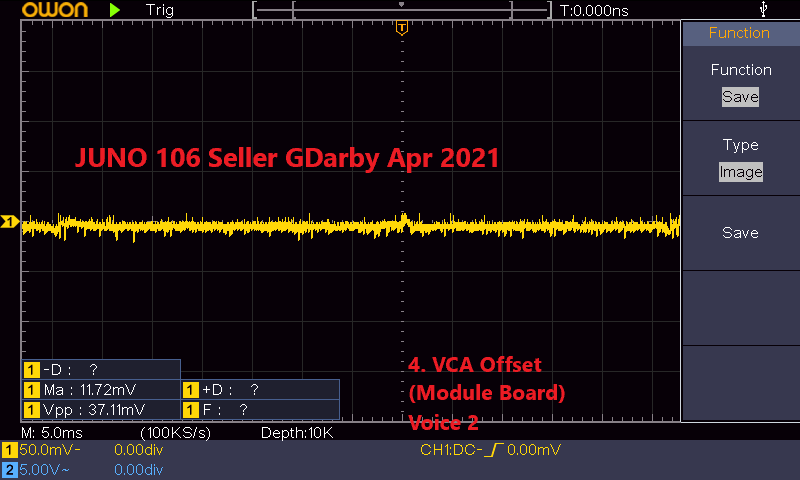 OWON Trig T:0.000ns
Function
T
Function
Save
JUNO 106 Seller GDarby Apr 2021
Type
Image
1
Save
4. VCA Offset
(Module Board)
Voice 2
1 -D : ?
1 Ma : 11.72mV 1 +D : ?
1 Vpp : 37.11mV 1 F : ?
M: 5.0ms (100KS/s) Depth:10K
1 50.0mV- 0.00div CH1:DC- 0.00mV
2 5.00V~ 0.00div